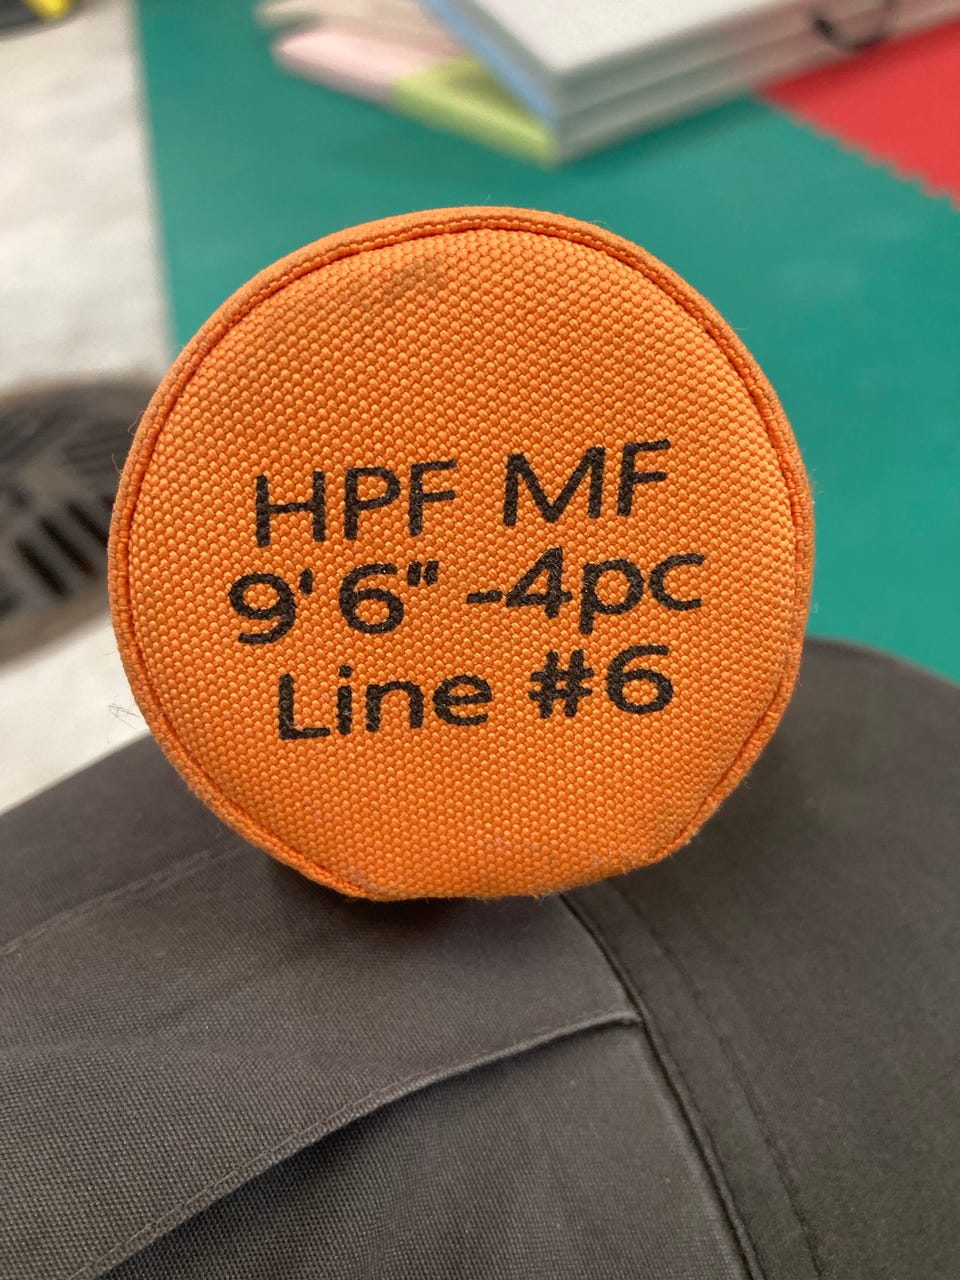 HPF MF
9'6" -4pc
Line #6